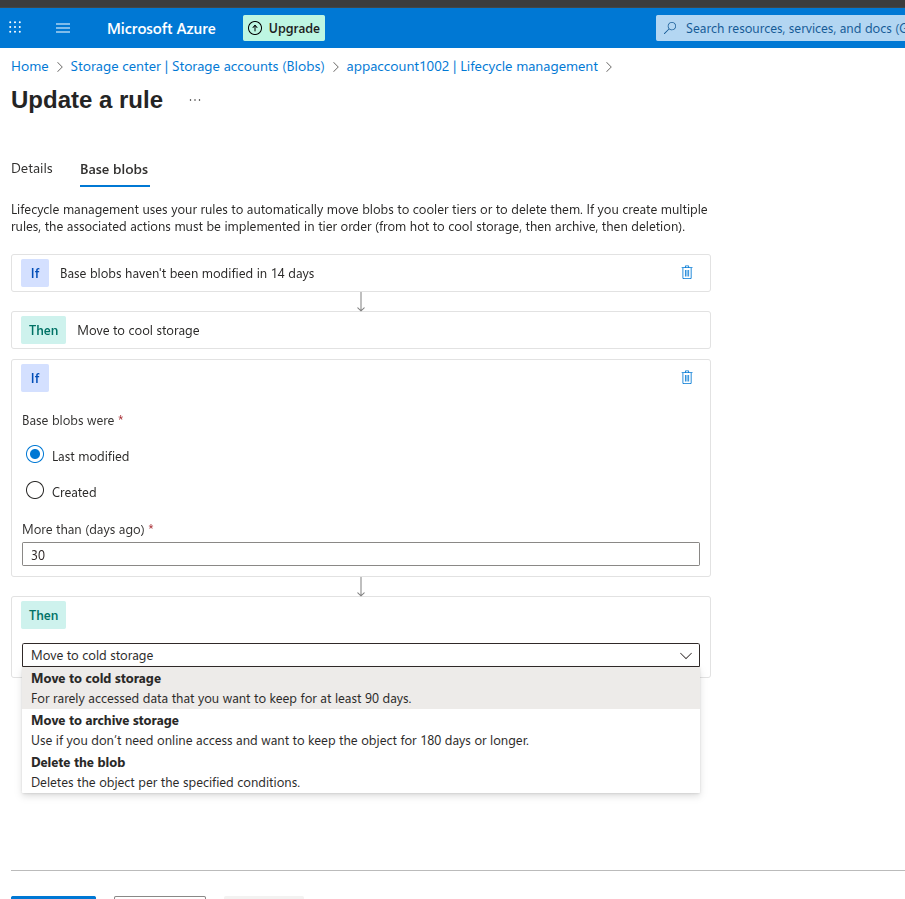 Microsoft Azure Upgrade Search resources, services, and docs (G
Home > Storage center | Storage accounts (Blobs) > appaccount1002 | Lifecycle management >
Update a rule ...
Details Base blobs
Lifecycle management uses your rules to automatically move blobs to cooler tiers or to delete them. If you create multiple
rules, the associated actions must be implemented in tier order (from hot to cool storage, then archive, then deletion).
If Base blobs haven't been modified in 14 days
Then Move to cool storage
If
Base blobs were *
Last modified
Created
More than (days ago) *
30
Then
Move to cold storage
Move to cold storage
For rarely accessed data that you want to keep for at least 90 days.
Move to archive storage
Use if you don’t need online access and want to keep the object for 180 days or longer.
Delete the blob
Deletes the object per the specified conditions.